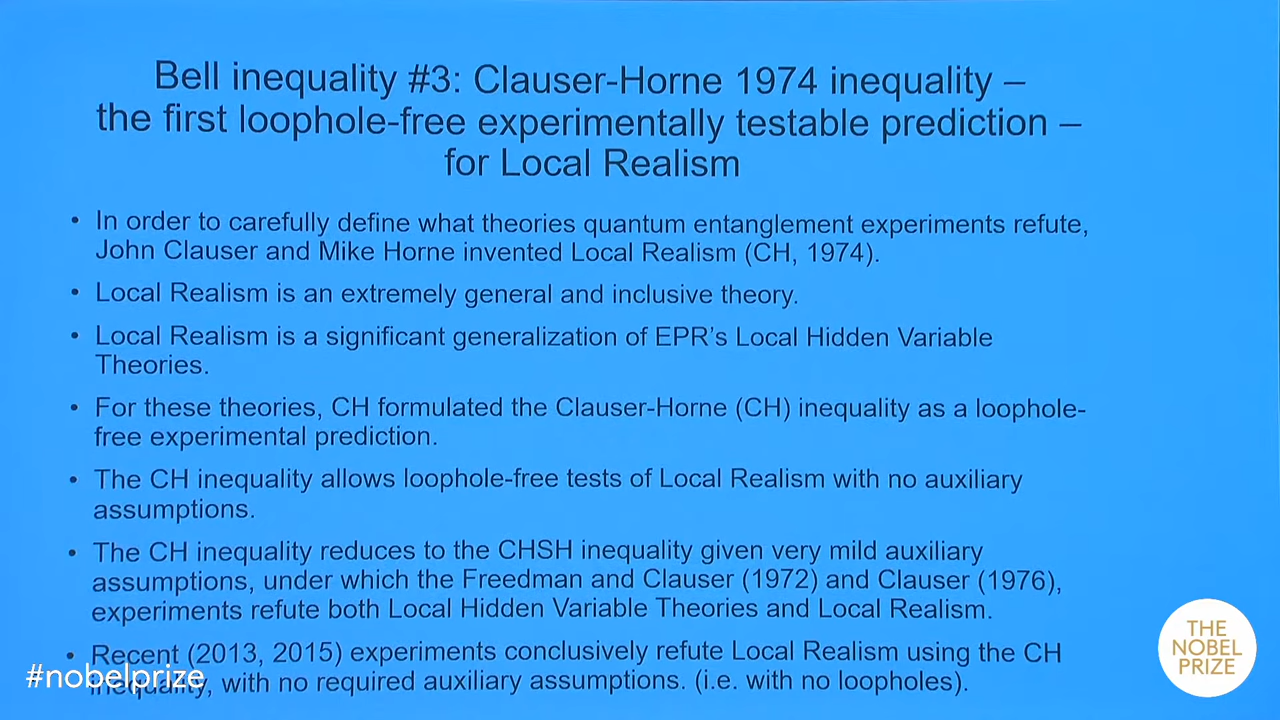 Bell inequality #3: Clauser-Horne 1974 inequality –
the first loophole-free experimentally testable prediction –
for Local Realism
• In order to carefully define what theories quantum entanglement experiments refute,
John Clauser and Mike Horne invented Local Realism (CH, 1974).
• Local Realism is an extremely general and inclusive theory.
• Local Realism is a significant generalization of EPR’s Local Hidden Variable
Theories.
• For these theories, CH formulated the Clauser-Horne (CH) inequality as a loophole-
free experimental prediction.
• The CH inequality allows loophole-free tests of Local Realism with no auxiliary
assumptions.
• The CH inequality reduces to the CHSH inequality given very mild auxiliary
assumptions, under which the Freedman and Clauser (1972) and Clauser (1976),
experiments refute both Local Hidden Variable Theories and Local Realism.
• Recent (2013, 2015) experiments conclusively refute Local Realism using the CH
inequality, with no required auxiliary assumptions. (i.e. with no loopholes).
#nobelprize
THE
NOBEL
PRIZE